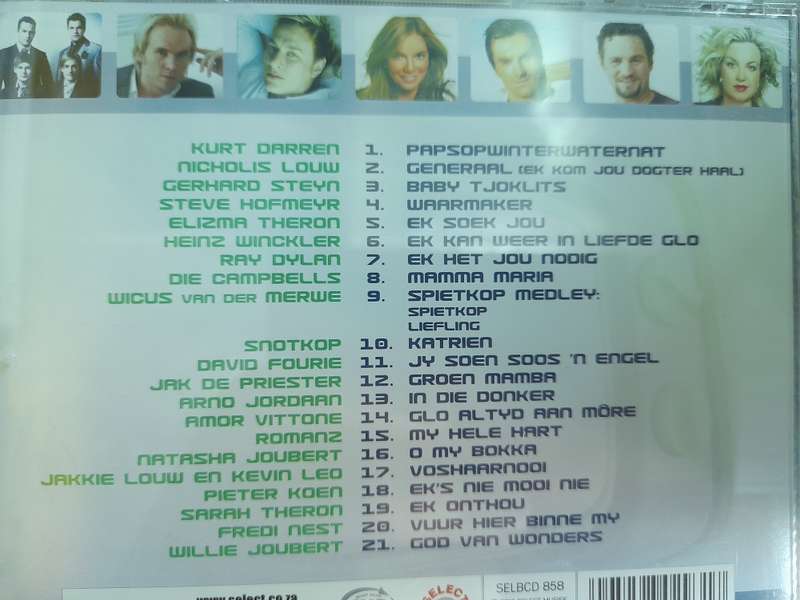 KURT DARREN 1. PAPSOPWINTERWATERNAT
NICHOLIS LOUW 2. GENERAAL (EK KOM JOU DOGTER HAAL)
GERHARD STEYN 3. BABY TJOKLITS
STEVE HOFMEYR 4. WAARMAKER
ELIZMA THERON 5. EK SOEK JOU
HEINZ WINCKLER 6. EK KAN WEER IN LIEFDE GLO
RAY DYLAN 7. EK HET JOU NODIG
DIE CAMPBELLS 8. MAMMA MARIA
WICUS VAN DER MERWE 9. SPIETKOP MEDLEY:
SPIETKOP
LIEFLING
SNOTKOP 10. KATRIEN
DAVID FOURIE 11. JY SOEN SOOS 'N ENGEL
JAK DE PRIESTER 12. GROEN MAMBA
ARNO JORDAAN 13. IN DIE DONKER
AMOR VITTONE 14. GLO ALTYD AAN MÔRE
ROMANZ 15. MY HELE HART
NATASHA JOUBERT 16. O MY BOKKA
JAKKIE LOUW EN KEVIN LEO 17. VOSHAARNOOI
PIETER KOEN 18. EK'S NIE MOOI NIE
SARAH THERON 19. EK ONTHOU
FREDI NEST 20. VUUR HIER BINNE MY
WILLIE JOUBERT 21. GOD VAN WONDERS
www.select.co.za
SELECT
SELBCD 858